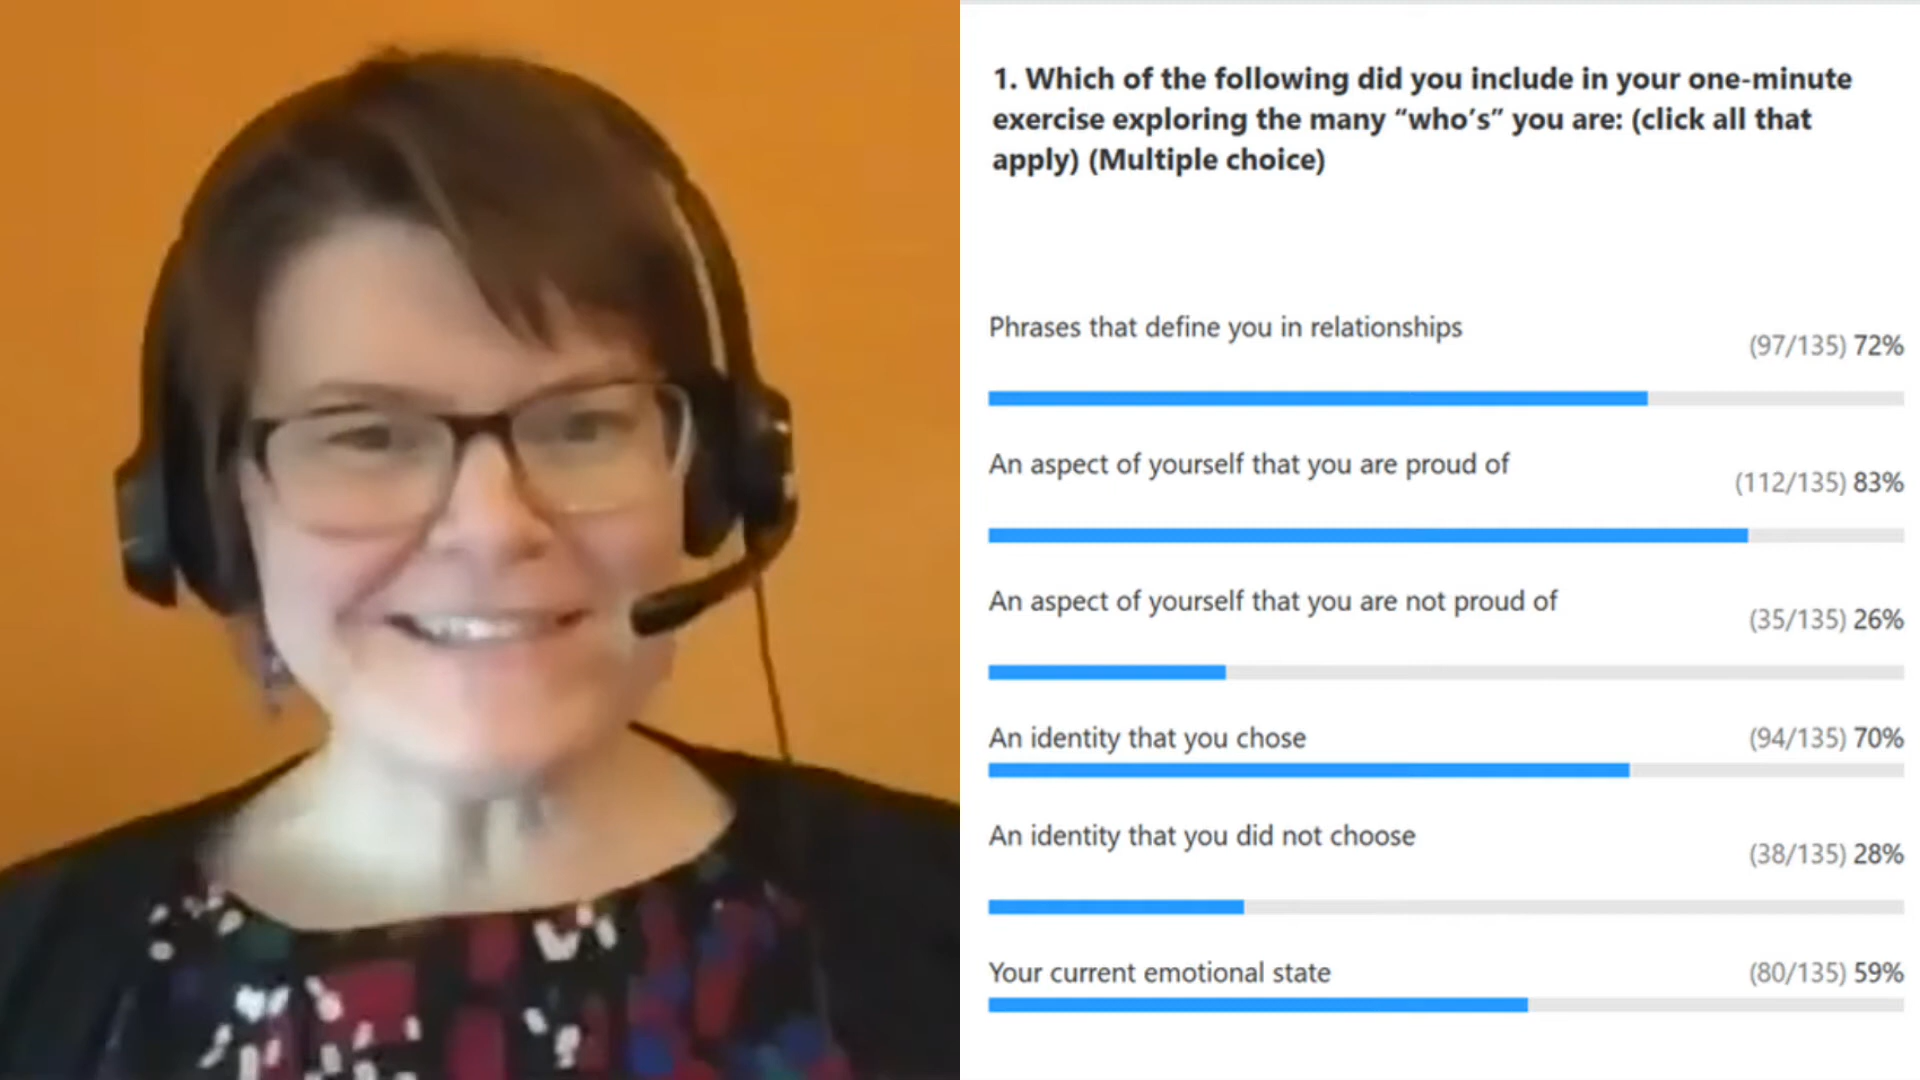 1. Which of the following did you include in your one-minute
exercise exploring the many “who’s” you are: (click all that
apply) (Multiple choice)
Phrases that define you in relationships
(97/135) 72%
An aspect of yourself that you are proud of
(112/135) 83%
An aspect of yourself that you are not proud of
(35/135) 26%
An identity that you chose (94/135) 70%
An identity that you did not choose
(38/135) 28%
Your current emotional state (80/135) 59%